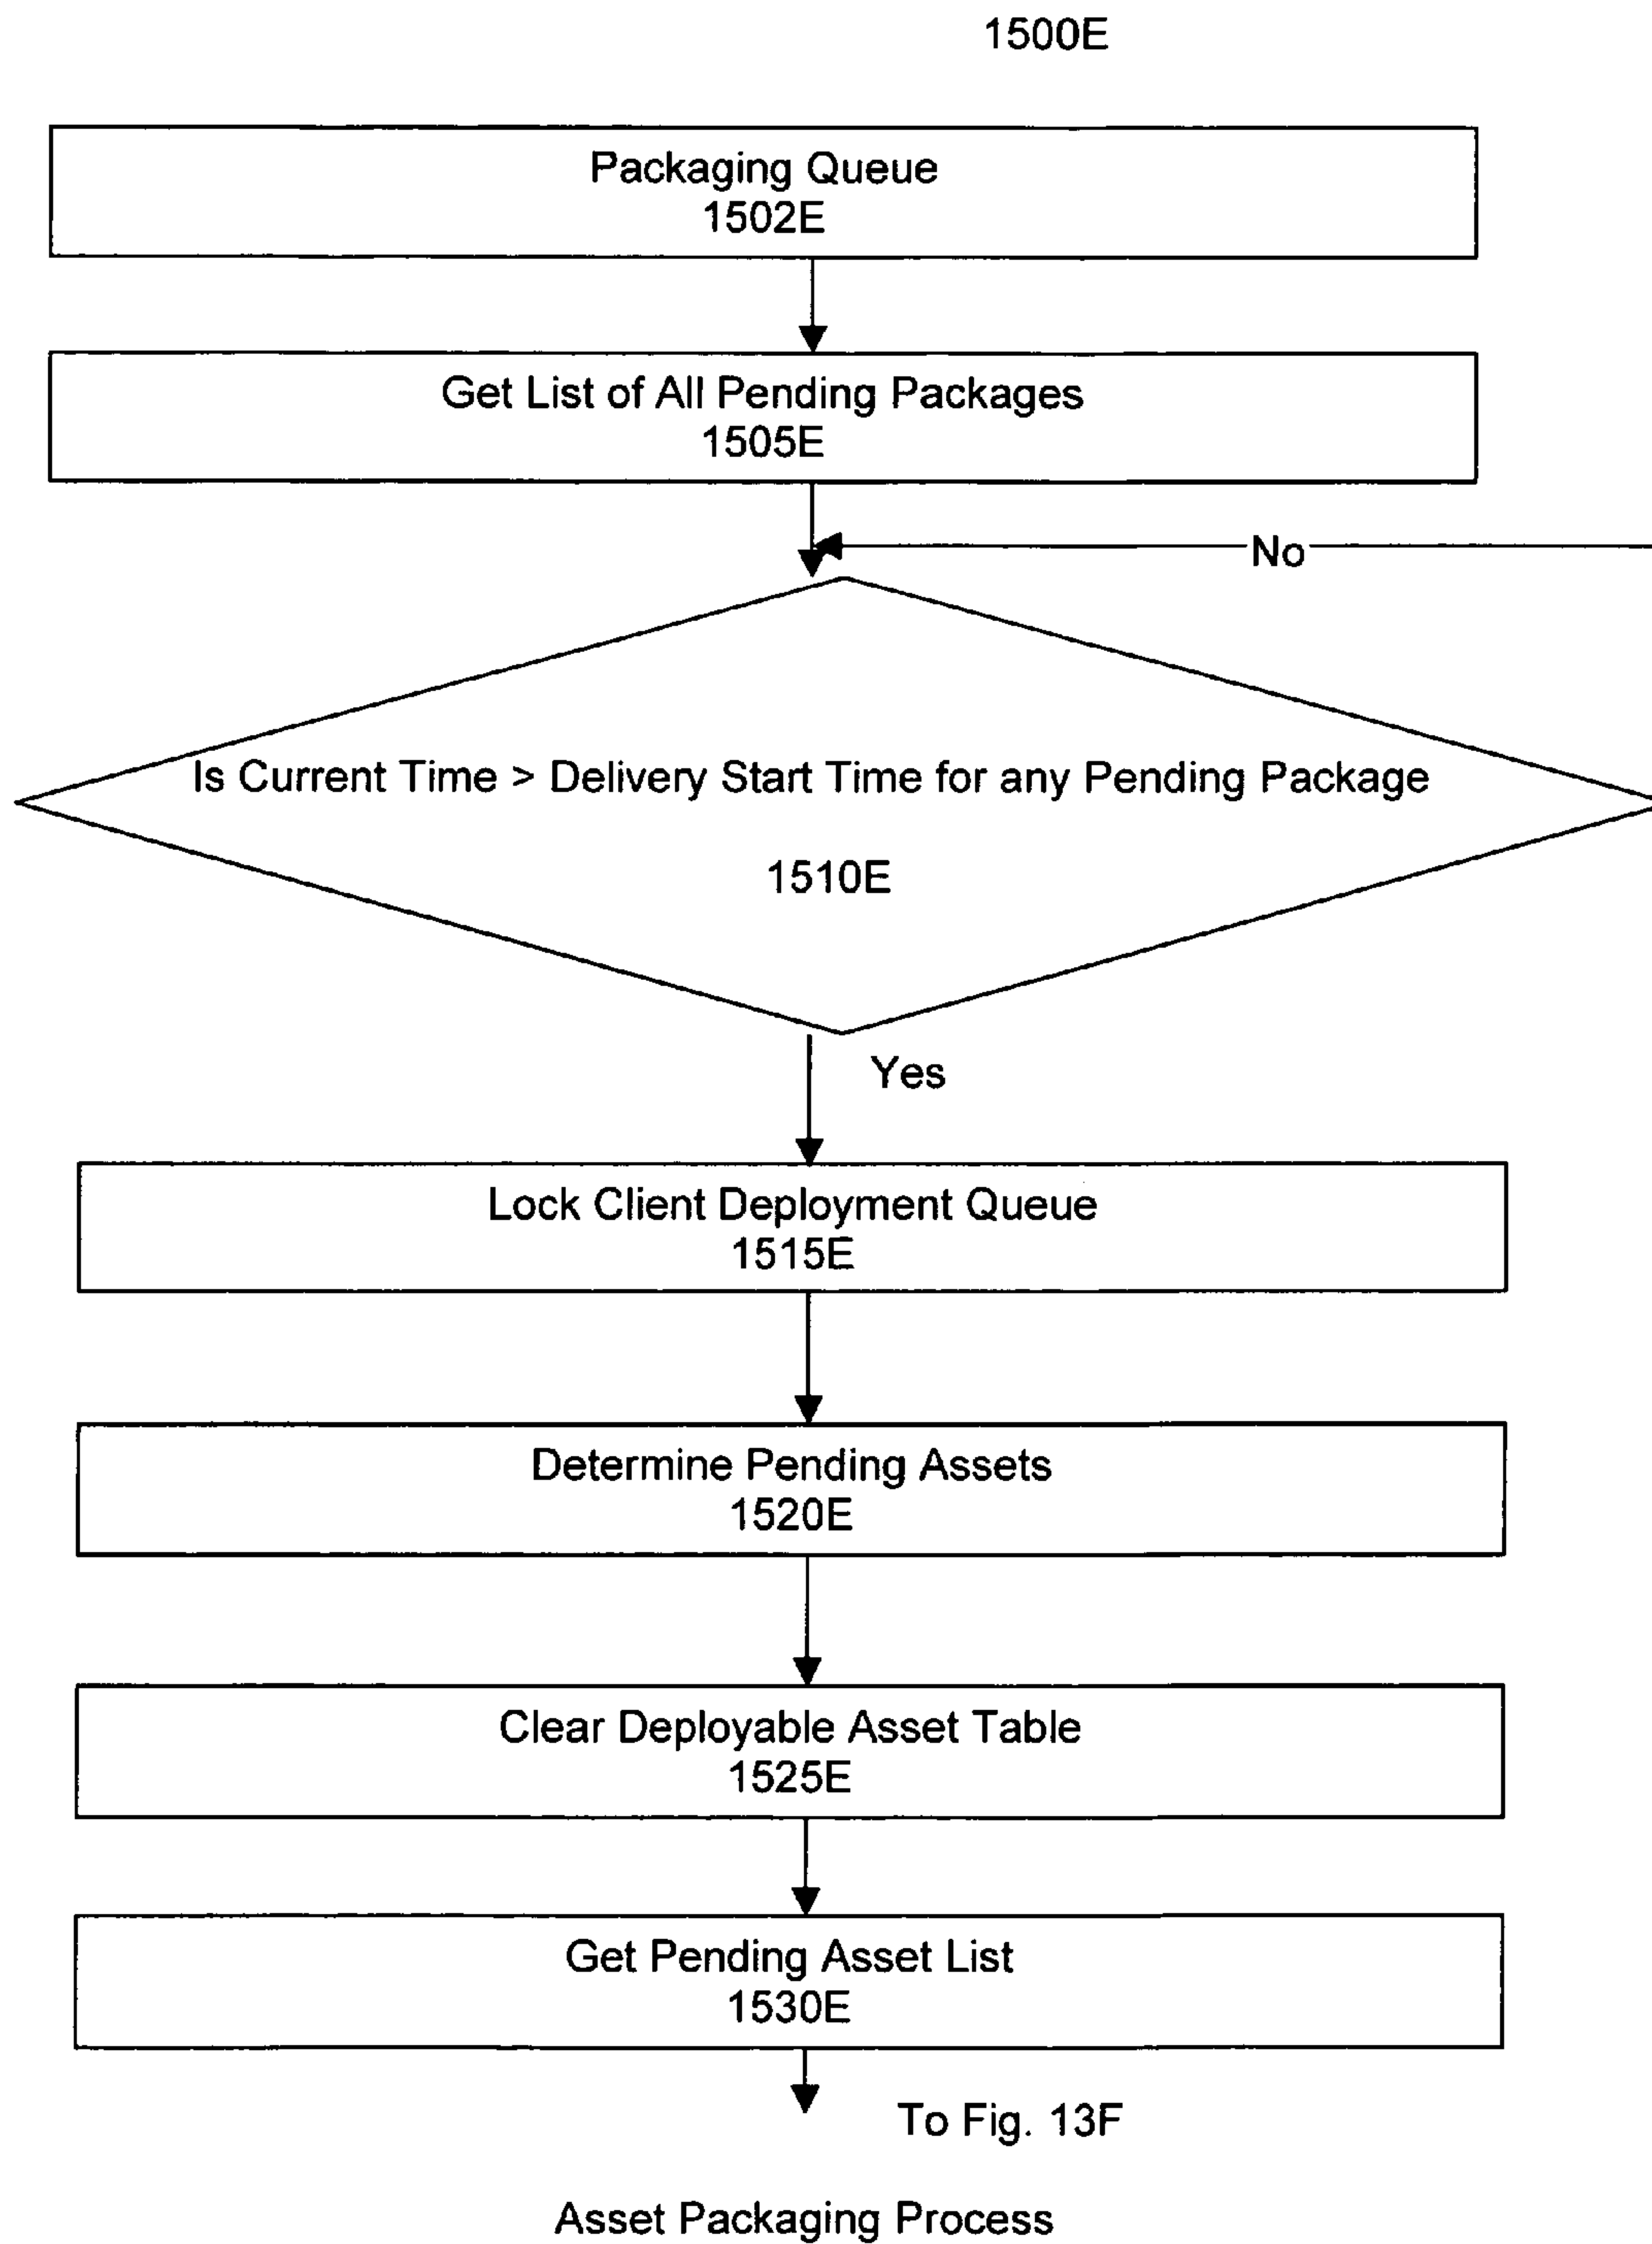 1500E
Packaging Queue
1502E
Get List of All Pending Packages
1505E
No
Is Current Time > Delivery Start Time for any Pending Package
1510E
Yes
Lock Client Deployment Queue
1515E
Determine Pending Assets
1520E
Clear Deployable Asset Table
1525E
Get Pending Asset List
1530E
To Fig. 13F
Asset Packaging Process